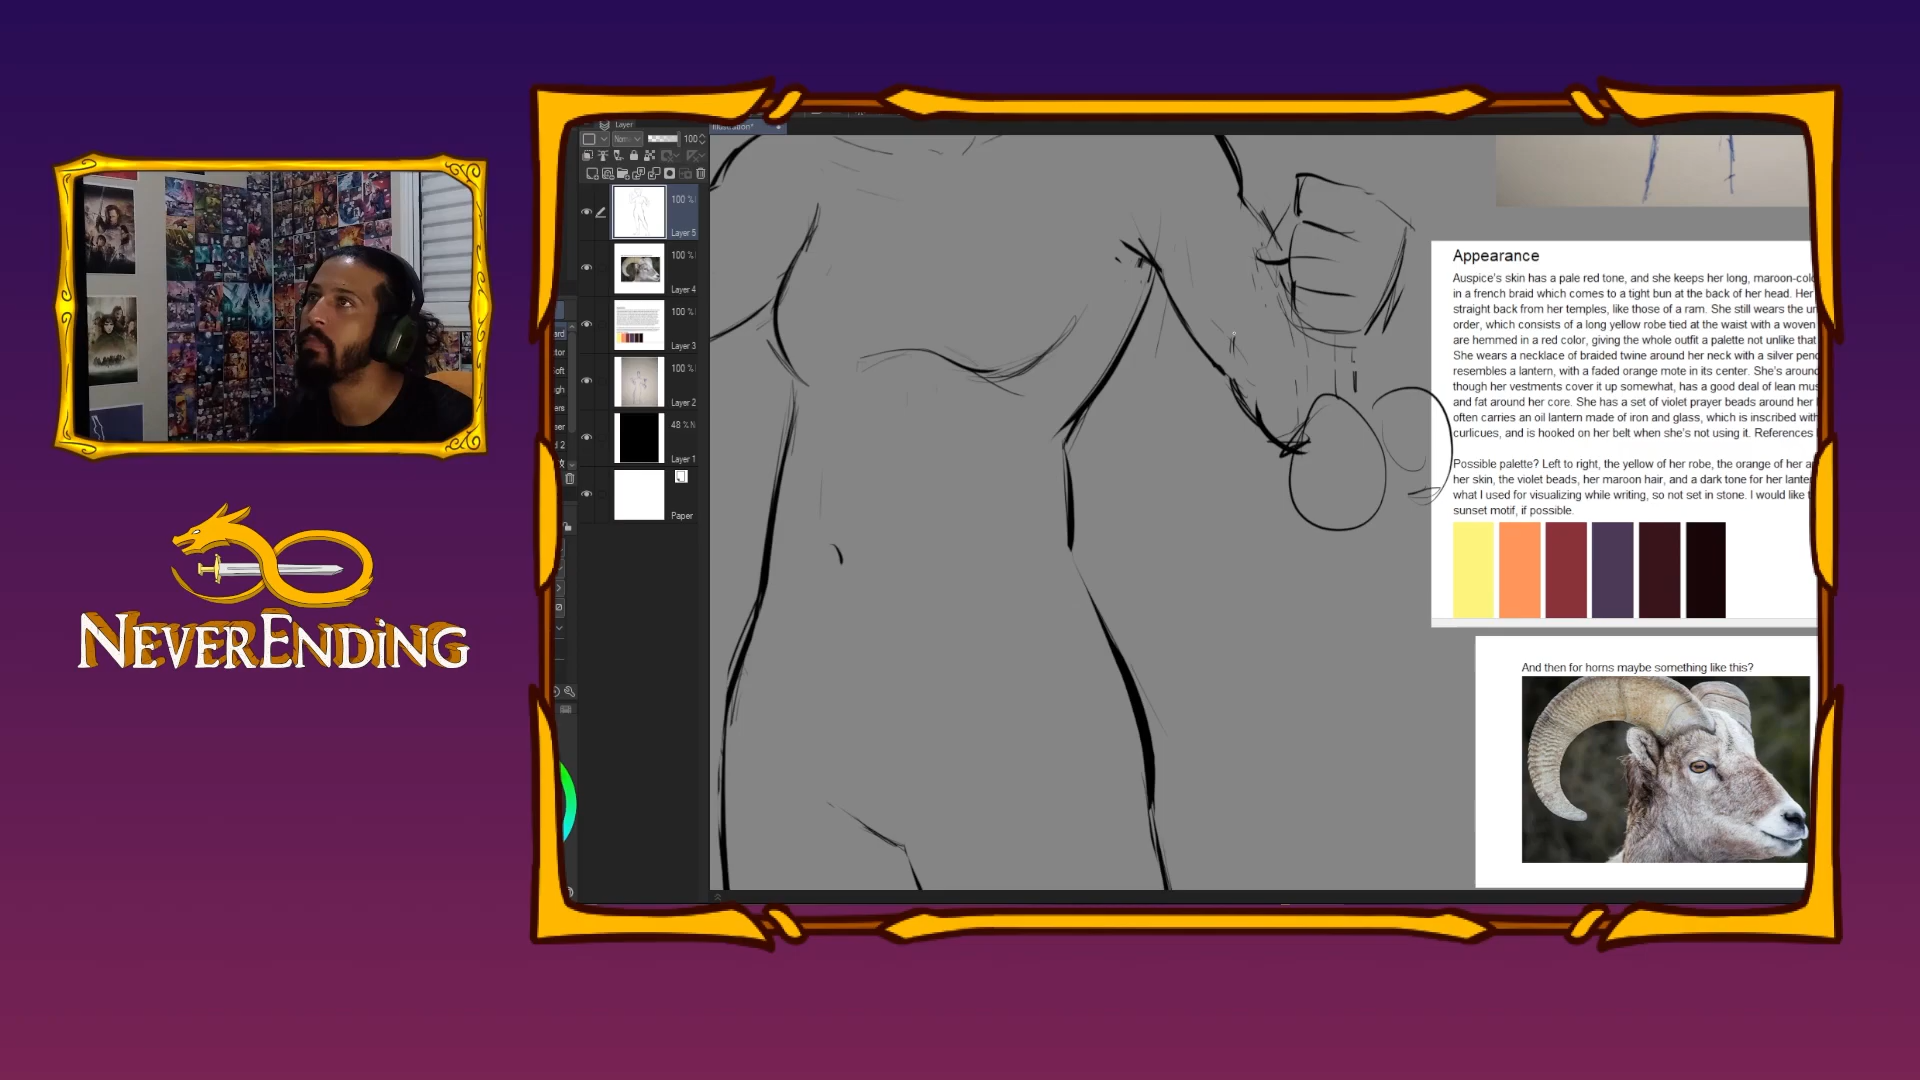 Layer
Illustration*
Norm
100
100 %
Layer 5
100 %
Layer 4
100 %
Layer 3
100 %
Layer 2
48 % N
Layer 1
Paper
NEVERENDiNG
Appearance
Auspice's skin has a pale red tone, and she keeps her long, maroon-col
in a french braid which comes to a tight bun at the back of her head. Her
straight back from her temples, like those of a ram. She still wears the
order, which consists of a long yellow robe tied at the waist with a woven
are hemmed in a red color, giving the whole outfit a palette not unlike that
She wears a necklace of braided twine around her neck with a silver
resembles a lantern, with a faded orange mote in its center. She's
though her vestments cover it up somewhat, has a good deal of lean
and fat around her core. She has a set of violet prayer beads around her
often carries an oil lantern made of iron and glass, which is inscribed with
curlicues, and is hooked on her belt when she's not using it. References
Possible palette? Left to right, the yellow of her robe, the orange of her
her skin, the violet beads, her maroon hair, and a dark tone for her
what I used for visualizing while writing, so not set in stone. I would like
sunset motif, if possible.
And then for horns maybe something like this?